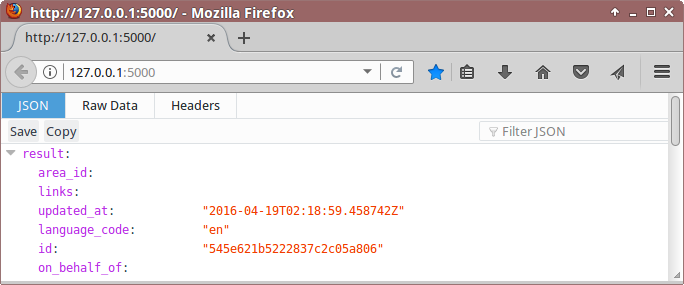 http://127.0.0.1:5000/ - Mozilla Firefox
http://127.0.0.1:5000/
127.0.0.1:5000
JSON Raw Data Headers
Save Copy Filter JSON
result:
area_id:
links:
updated_at: "2016-04-19T02:18:59.458742Z"
language_code: "en"
id: "545e621b5222837c2c05a806"
on_behalf_of: